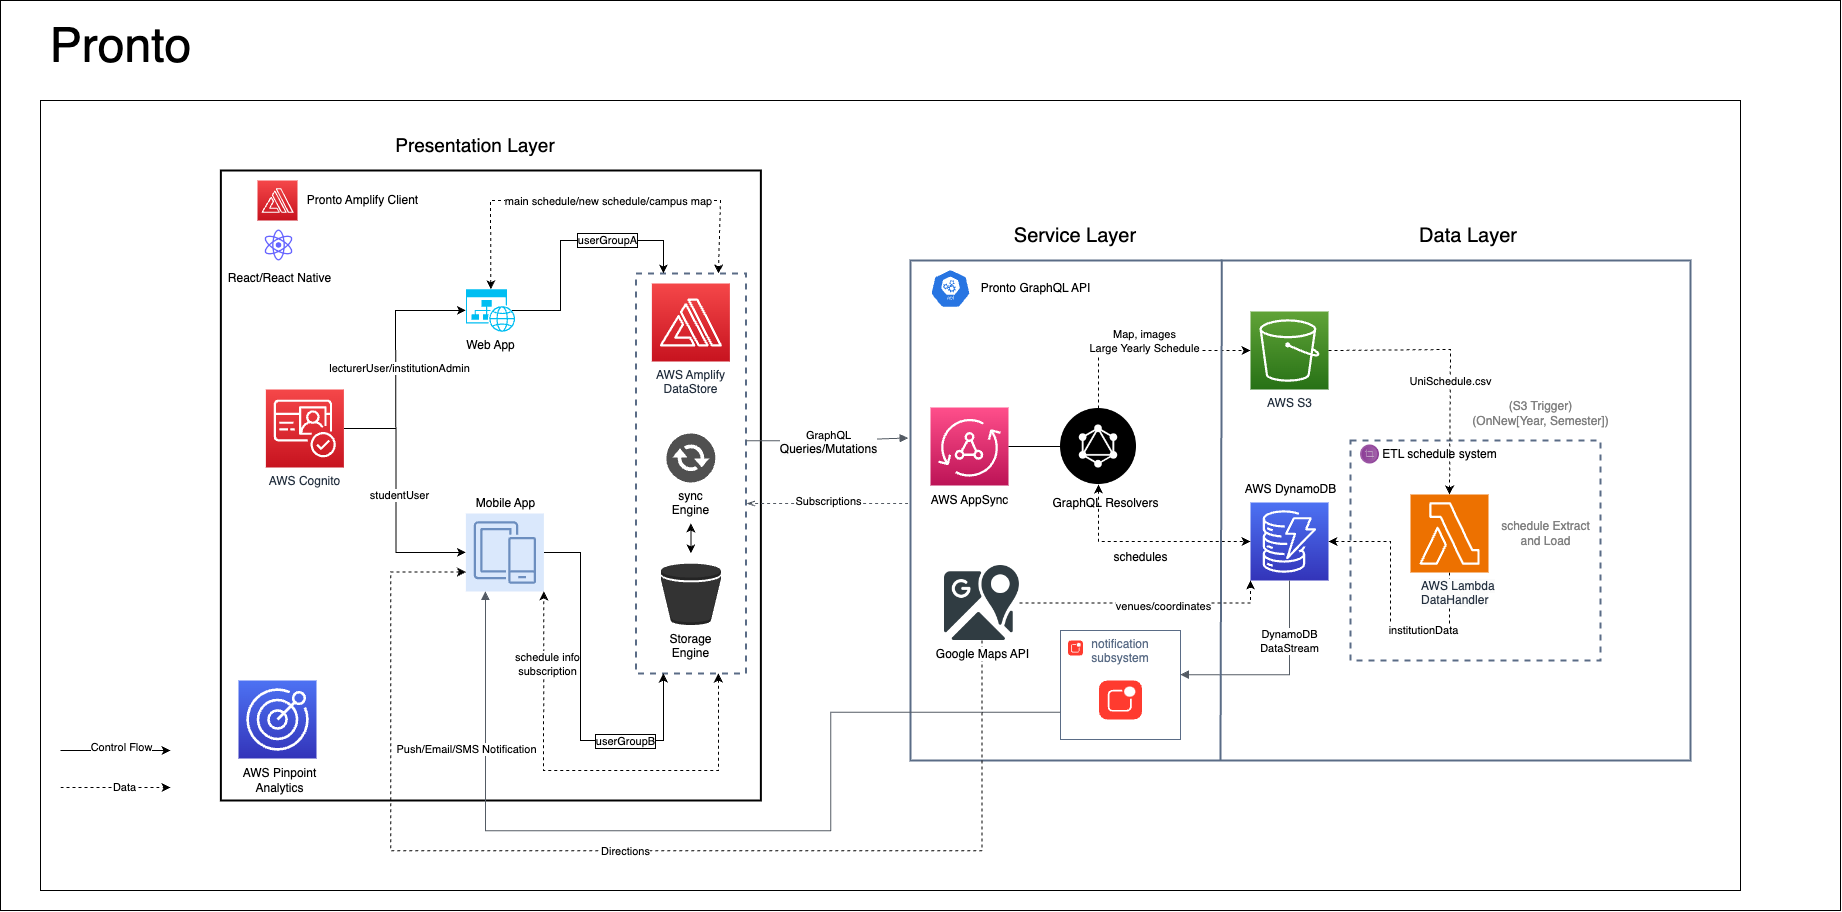 Pronto
Presentation Layer
Pronto Amplify Client
React/React Native
main schedule/new schedule/campus map
userGroupA
Web App
lecturerUser/institutionAdmin
AWS Cognito
studentUser
Mobile App
AWS Amplify
DataStore
sync
Engine
Storage
Engine
schedule info
subscription
userGroupB
Push/Email/SMS Notification
AWS Pinpoint
Analytics
Control Flow
Data
Directions
GraphQL
Queries/Mutations
Subscriptions
Service Layer
Pronto GraphQL API
API
Map, images
Large Yearly Schedule
AWS AppSync
GraphQL Resolvers
schedules
G
Google Maps API
venues/coordinates
notification
subsystem
Data Layer
AWS S3
UniSchedule.csv
(S3 Trigger)
(OnNew[Year, Semester])
ETL schedule system
AWS DynamoDB
schedule Extract
and Load
AWS Lambda
DataHandler
institutionData
DynamoDB
DataStream